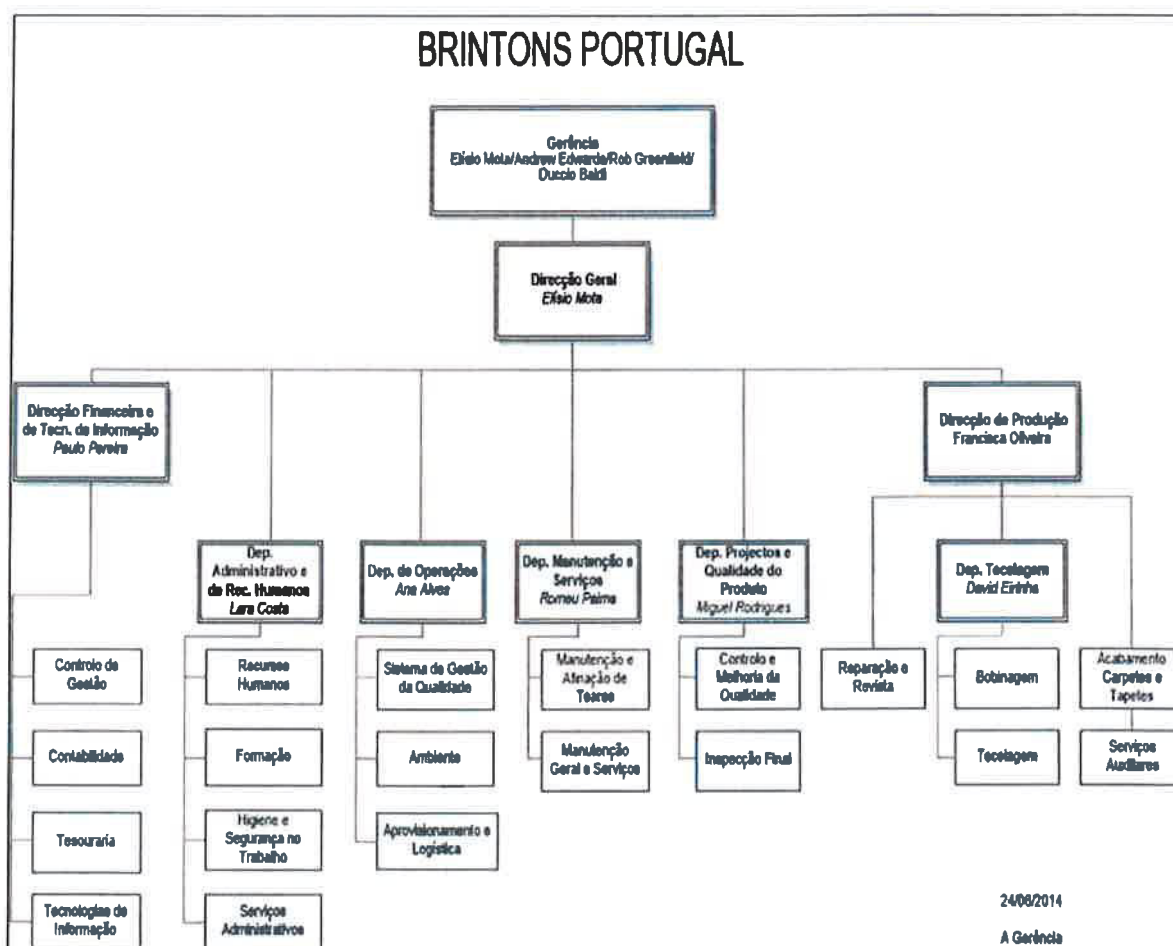 BRINTONS PORTUGAL
Gerência
Elísio Mota/Andrew Edwards/Rob Greenfield/
Duccio Baldi
Direcção Geral
Elísio Mota
Direcção Financeira e
de Tecn. de Informação
Paulo Pereira
Direcção de Produção
Francisca Oliveira
Dep.
Administrativo e
de Rec. Humanos
Lara Costa
Dep. de Operações
Ana Alves
Dep. Manutenção e
Serviços
Romeu Palma
Dep. Projectos e
Qualidade do
Produto
Miguel Rodrigues
Dep. Tecelagem
David Eirinha
Controlo de
Gestão
Recursos
Humanos
Sistema de Gestão
da Qualidade
Manutenção e
Afinação de
Teares
Controlo e
Melhoria da
Qualidade
Reparação e
Revista
Bobinagem
Acabamento
Carpetes e
Tapetes
Contabilidade
Formação
Ambiente
Manutenção
Geral e Serviços
Inspecção Final
Tecelagem
Serviços
Auxiliares
Tesouraria
Higiene e
Segurança no
Trabalho
Aprovisionamento e
Logística
Tecnologias de
Informação
Serviços
Administrativos
24/06/2014
A Gerência